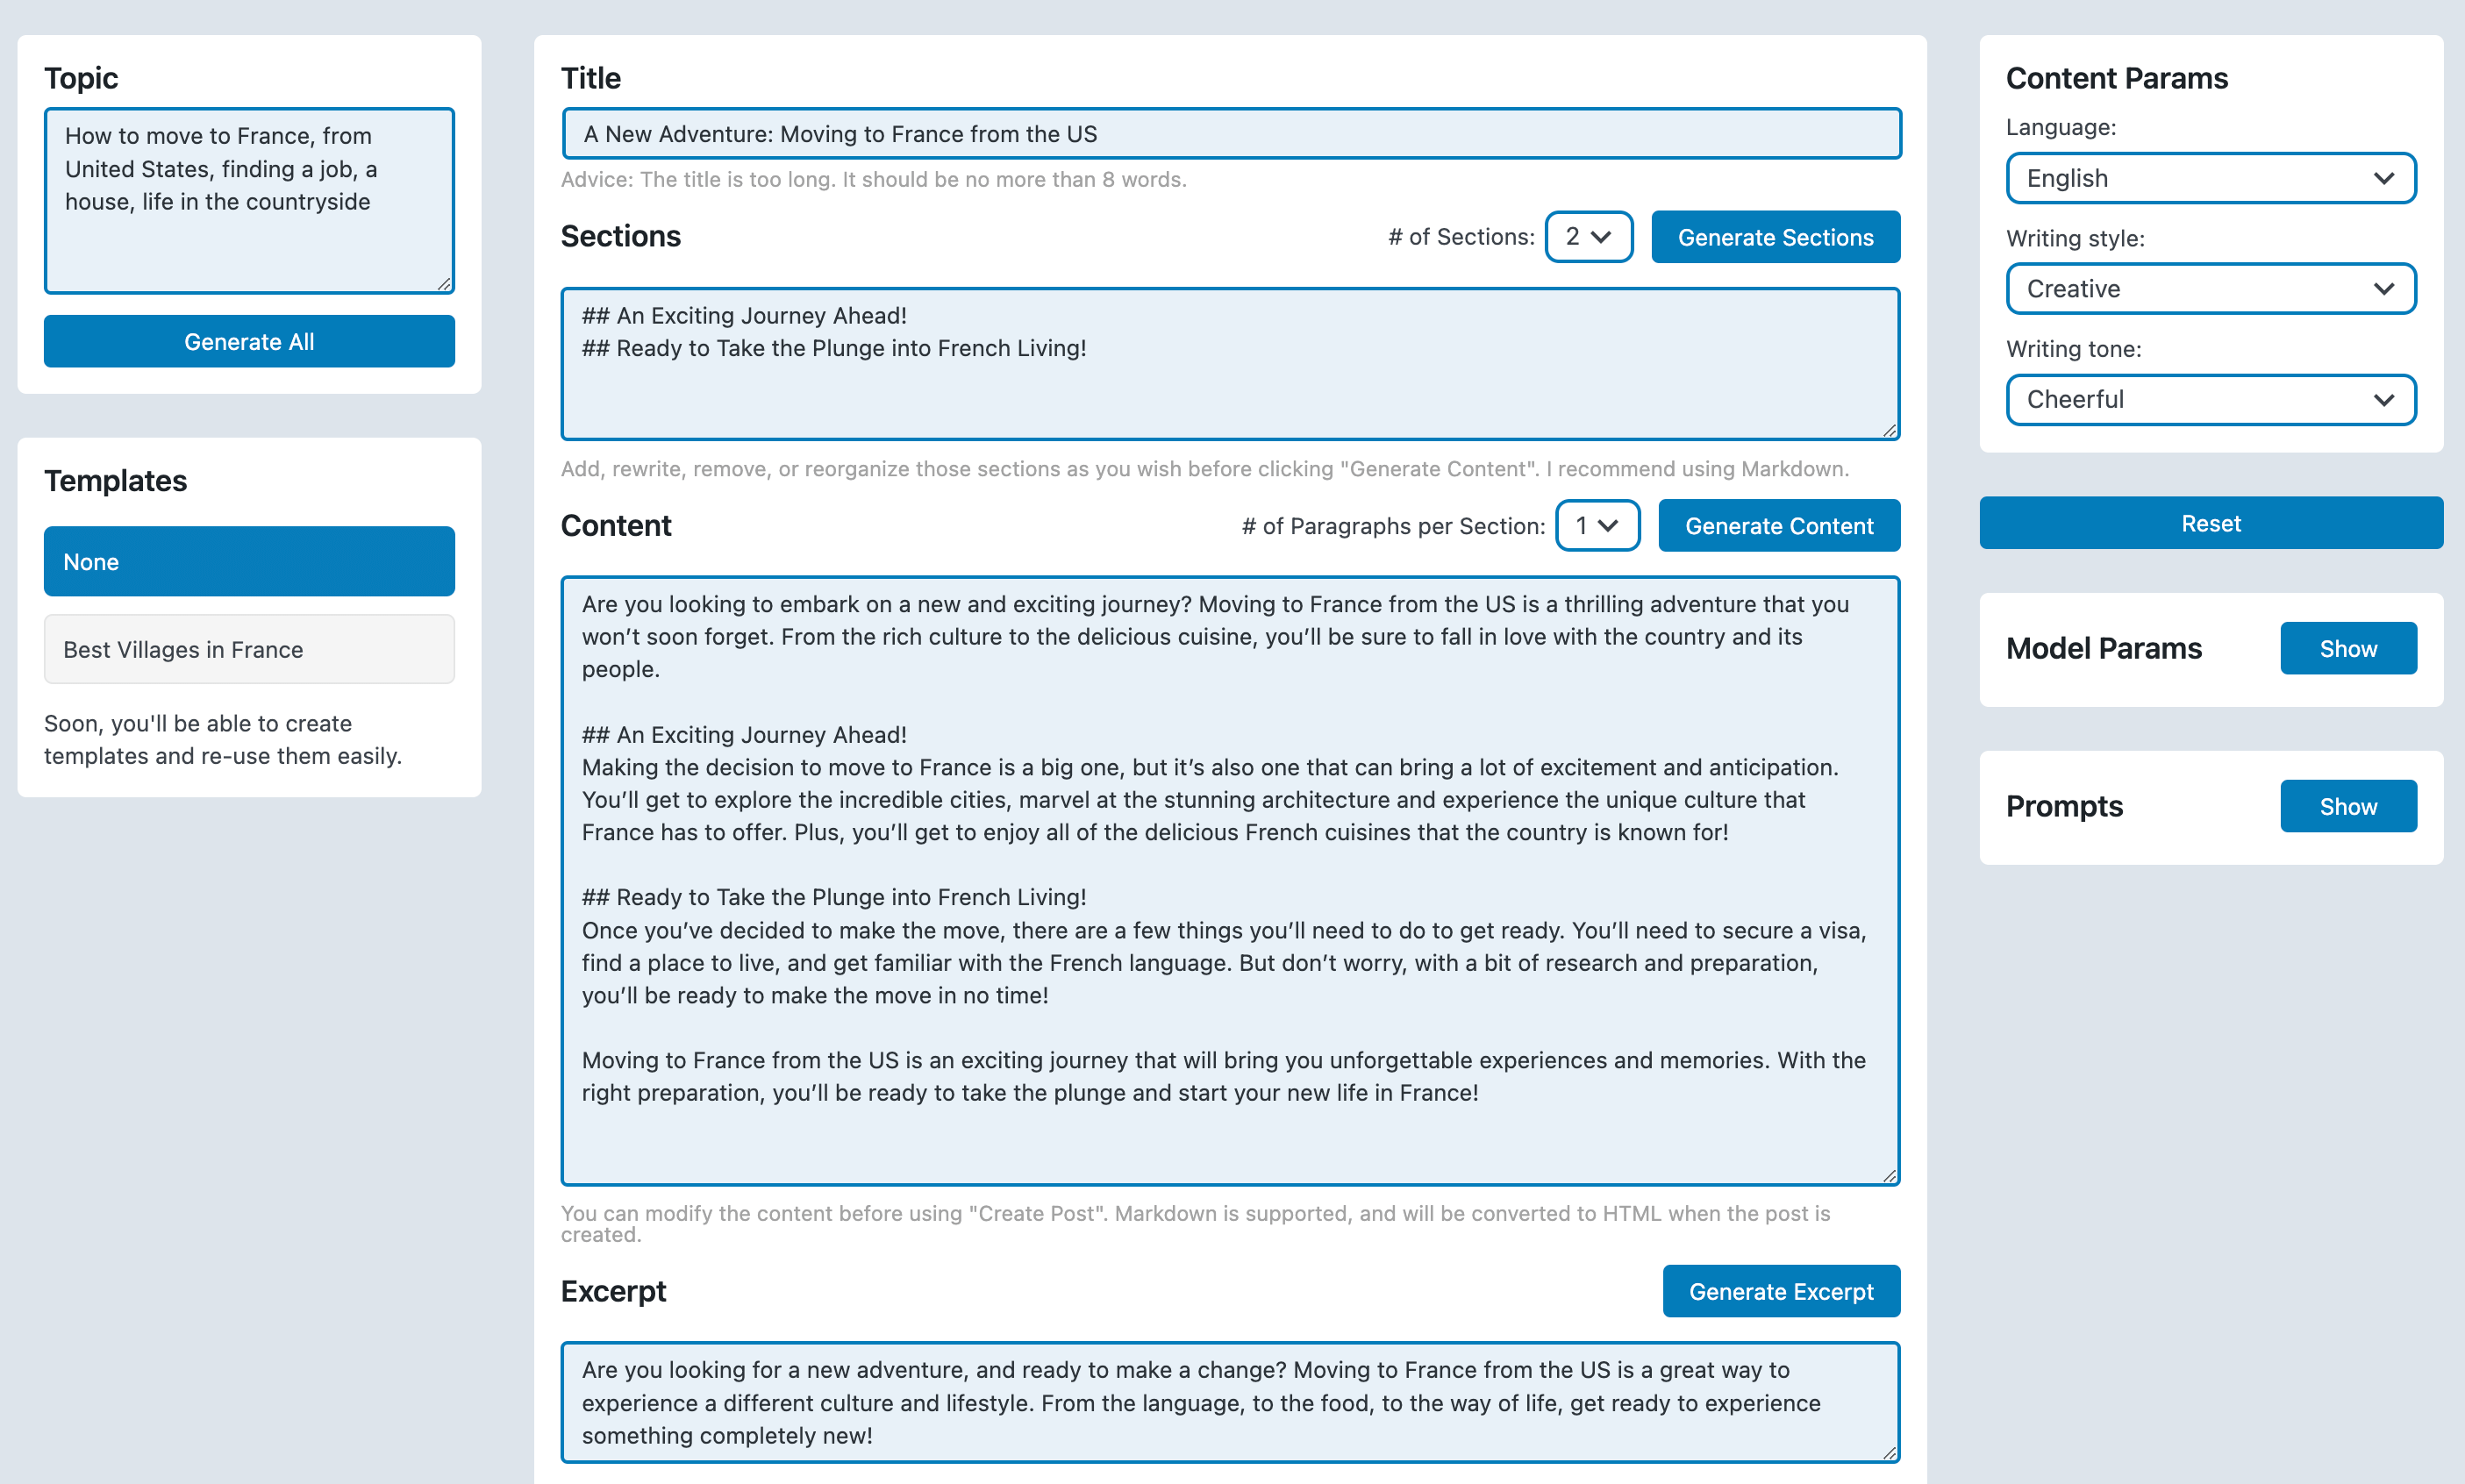 Topic
How to move to France, from
United States, finding a job, a
house, life in the countryside
Generate All
Templates
None
Best Villages in France
Soon, you'll be able to create
templates and re-use them easily.
Title
A New Adventure: Moving to France from the US
Advice: The title is too long. It should be no more than 8 words.
Sections
# of Sections:
2
Generate Sections
## An Exciting Journey Ahead!
## Ready to Take the Plunge into French Living!
Add, rewrite, remove, or reorganize those sections as you wish before clicking "Generate Content". I recommend using Markdown.
Content
# of Paragraphs per Section:
1
Generate Content
Are you looking to embark on a new and exciting journey? Moving to France from the US is a thrilling adventure that you
won’t soon forget. From the rich culture to the delicious cuisine, you’ll be sure to fall in love with the country and its
people.
## An Exciting Journey Ahead!
Making the decision to move to France is a big one, but it’s also one that can bring a lot of excitement and anticipation.
You’ll get to explore the incredible cities, marvel at the stunning architecture and experience the unique culture that
France has to offer. Plus, you’ll get to enjoy all of the delicious French cuisines that the country is known for!
## Ready to Take the Plunge into French Living!
Once you’ve decided to make the move, there are a few things you’ll need to do to get ready. You’ll need to secure a visa,
find a place to live, and get familiar with the French language. But don’t worry, with a bit of research and preparation,
you’ll be ready to make the move in no time!
Moving to France from the US is an exciting journey that will bring you unforgettable experiences and memories. With the
right preparation, you’ll be ready to take the plunge and start your new life in France!
You can modify the content before using "Create Post". Markdown is supported, and will be converted to HTML when the post is
created.
Excerpt
Generate Excerpt
Are you looking for a new adventure, and ready to make a change? Moving to France from the US is a great way to
experience a different culture and lifestyle. From the language, to the food, to the way of life, get ready to experience
something completely new!
Content Params
Language:
English
Writing style:
Creative
Writing tone:
Cheerful
Reset
Model Params
Show
Prompts
Show